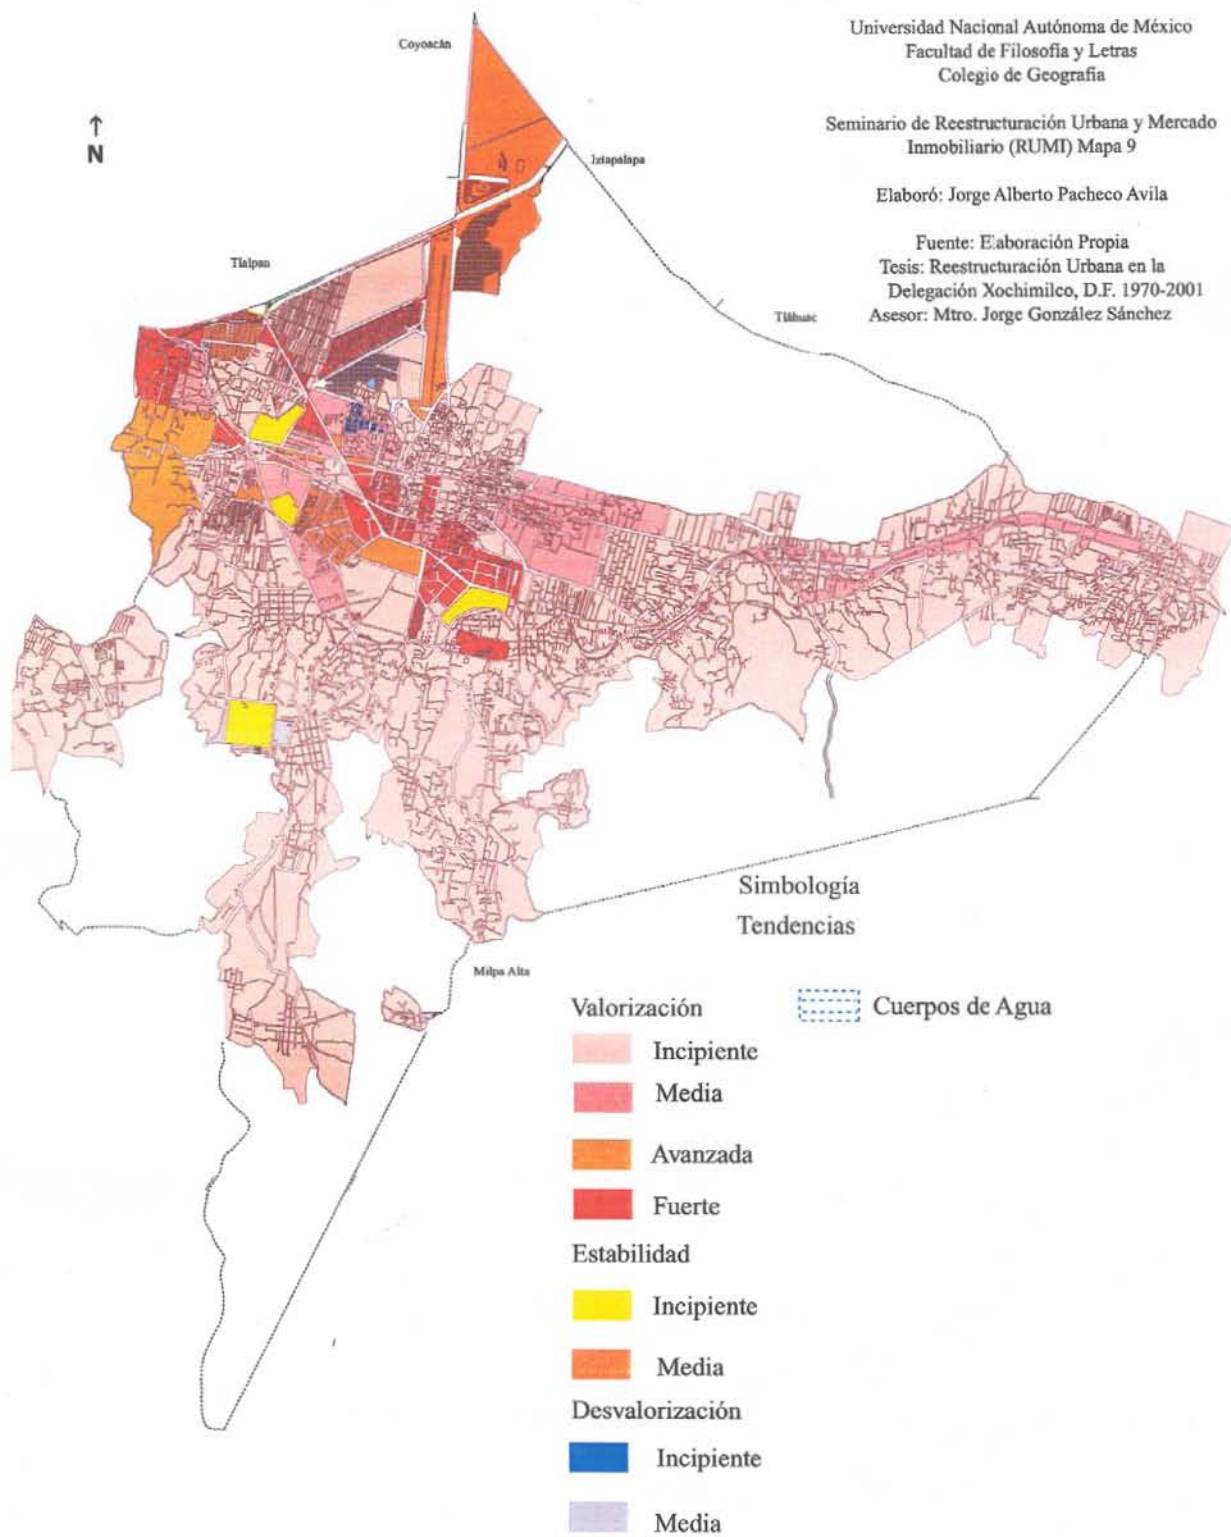 Universidad Nacional Autónoma de México
Facultad de Filosofía y Letras
Colegio de Geografía
Seminario de Reestructuración Urbana y Mercado
Inmobiliario (RUMI) Mapa 9
Elaboró: Jorge Alberto Pacheco Avila
Fuente: Elaboración Propia
Tesis: Reestructuración Urbana en la
Delegación Xochimilco, D.F. 1970-2001
Asesor: Mtro. Jorge González Sánchez
N
Coyoacán
Iztapalapa
Tlalpan
Tláhuac
Milpa Alta
Simbología
Tendencias
Valorización
Cuerpos de Agua
Incipiente
Media
Avanzada
Fuerte
Estabilidad
Incipiente
Media
Desvalorización
Incipiente
Media